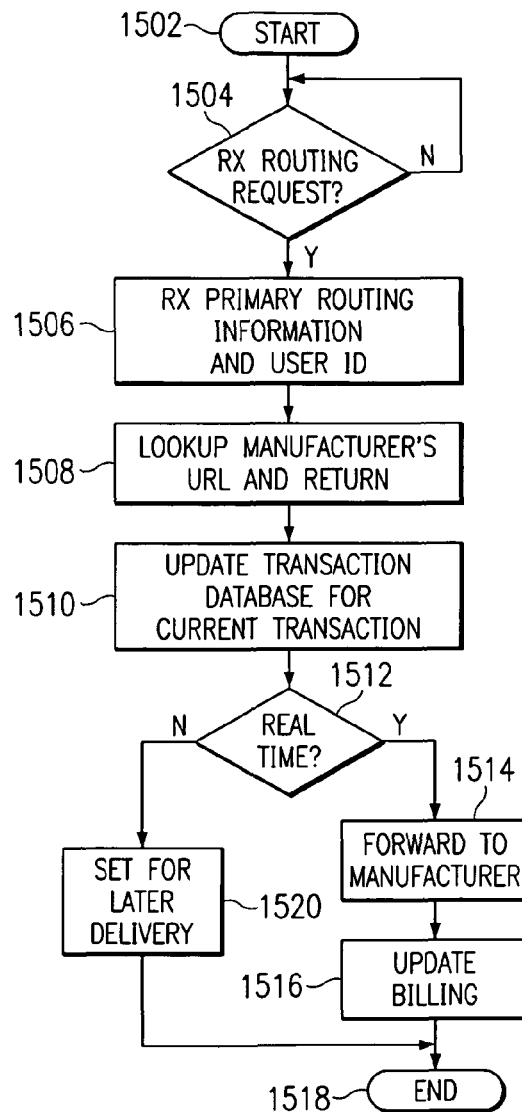 1502
START
1504
RX ROUTING
REQUEST?
N
Y
1506
RX PRIMARY ROUTING
INFORMATION
AND USER ID
1508
LOOKUP MANUFACTURER'S
URL AND RETURN
1510
UPDATE TRANSACTION
DATABASE FOR
CURRENT TRANSACTION
1512
N
REAL
TIME?
Y
1514
FORWARD TO
MANUFACTURER
SET FOR
LATER
DELIVERY
1520
1516
UPDATE
BILLING
1518
END